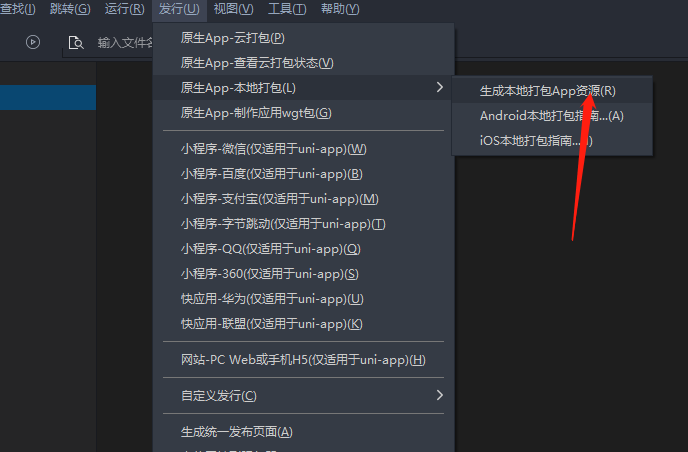 查找(I) 跳转(G) 运行(R) 发行(U) 视图(V) 工具(T) 帮助(Y)
输入文件名
原生App-云打包(P)
原生App-查看云打包状态(V)
原生App-本地打包(L)
生成本地打包App资源(R)
原生App-制作应用wgt包(G)
Android本地打包指南...(A)
iOS本地打包指南...(I)
小程序-微信(仅适用于uni-app)(W)
小程序-百度(仅适用于uni-app)(B)
小程序-支付宝(仅适用于uni-app)(M)
小程序-字节跳动(仅适用于uni-app)(T)
小程序-QQ(仅适用于uni-app)(Q)
小程序-360(仅适用于uni-app)(S)
快应用-华为(仅适用于uni-app)(U)
快应用-联盟(仅适用于uni-app)(K)
网站-PC Web或手机H5(仅适用于uni-app)(H)
自定义发行(C)
生成统一发布页面(A)